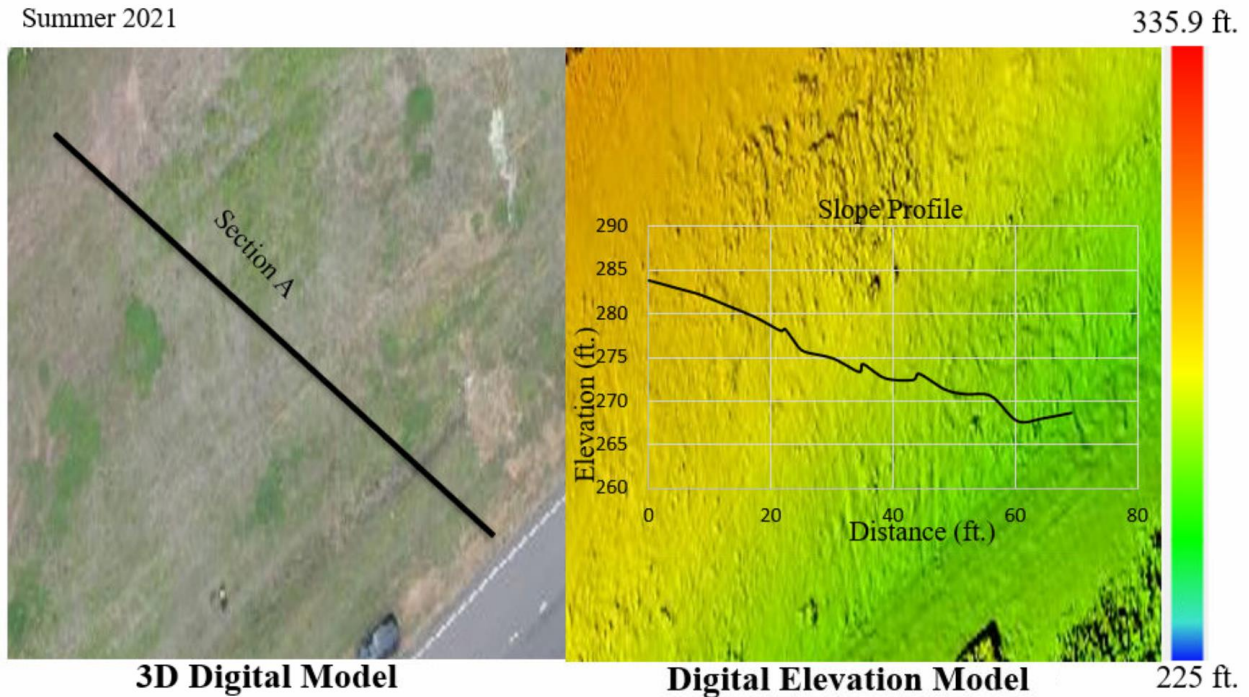 Summer 2021
335.9 ft.
Section A
Slope Profile
290
285
280
275
270
265
260
Elevation (ft.)
0 20 40 60 80
Distance (ft.)
3D Digital Model
Digital Elevation Model
225 ft.